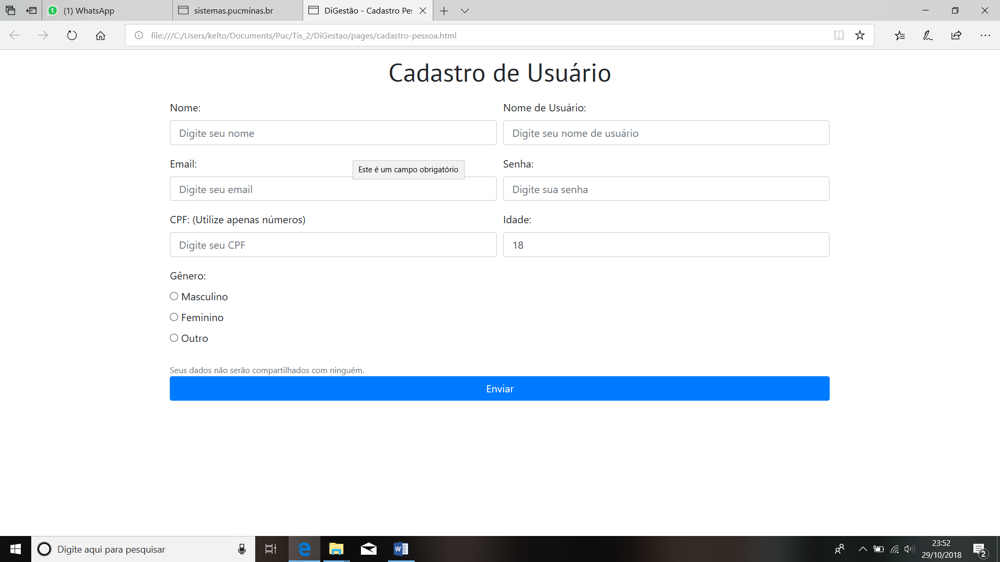 (1) WhatsApp
sistemas.pucminas.br
DiGestão - Cadastro Pes
file:///C:/Users/kelto/Documents/Puc/Tis_2/DiGestao/pages/cadastro-pessoa.html
Cadastro de Usuário
Nome:
Nome de Usuário:
Digite seu nome
Digite seu nome de usuário
Email:
Este é um campo obrigatório
Senha:
Digite seu email
Digite sua senha
CPF: (Utilize apenas números)
Idade:
Digite seu CPF
18
Gênero:
Masculino
Feminino
Outro
Seus dados não serão compartilhados com ninguém.
Enviar
Digite aqui para pesquisar
23:52
29/10/2018
2